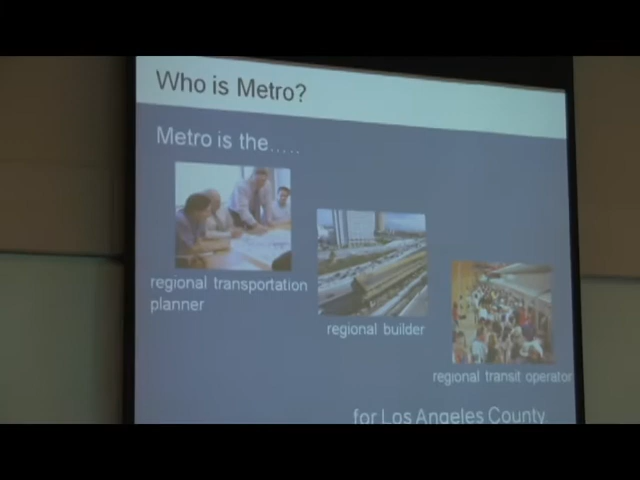 Who is Metro?
Metro is the.....
regional transportation
planner
regional builder
regional transit operator
for Los Angeles County.